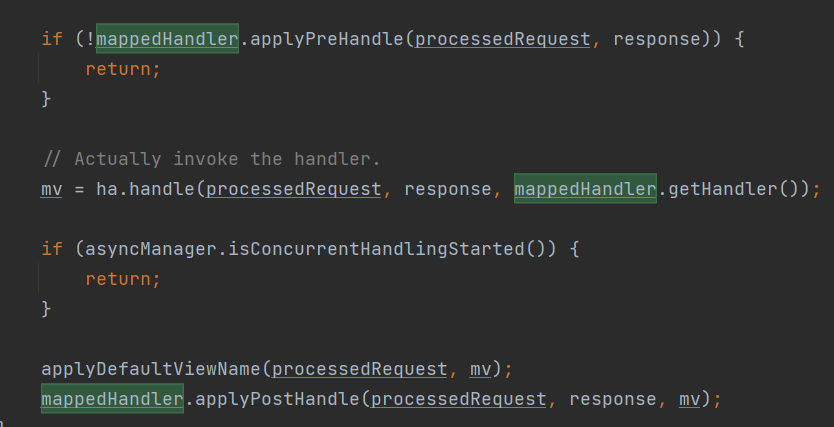 if (!mappedHandler.applyPreHandle(processedRequest, response)) {
return;
}
// Actually invoke the handler.
mv = ha.handle(processedRequest, response, mappedHandler.getHandler());
if (asyncManager.isConcurrentHandlingStarted()) {
return;
}
applyDefaultViewName(processedRequest, mv);
mappedHandler.applyPostHandle(processedRequest, response, mv);